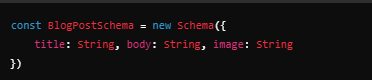 const BlogPostSchema = new Schema({
title: String, body: String, image: String
})